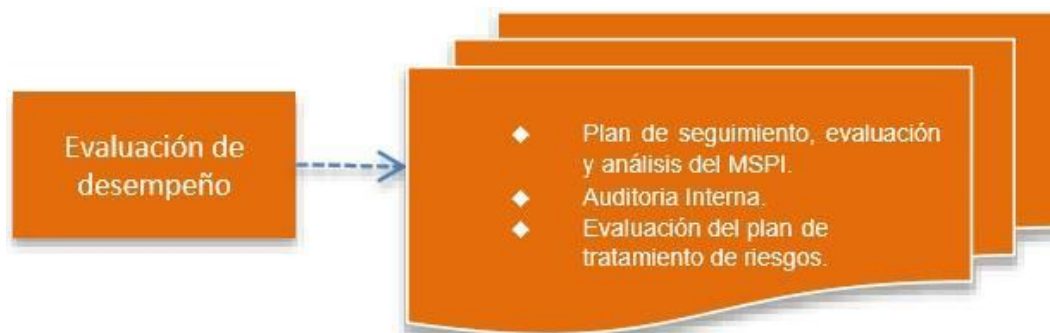 Evaluación de
desempeño
◆ Plan de seguimiento, evaluación
y análisis del MSPI.
◆ Auditoria Interna.
◆ Evaluación del plan de
tratamiento de riesgos.